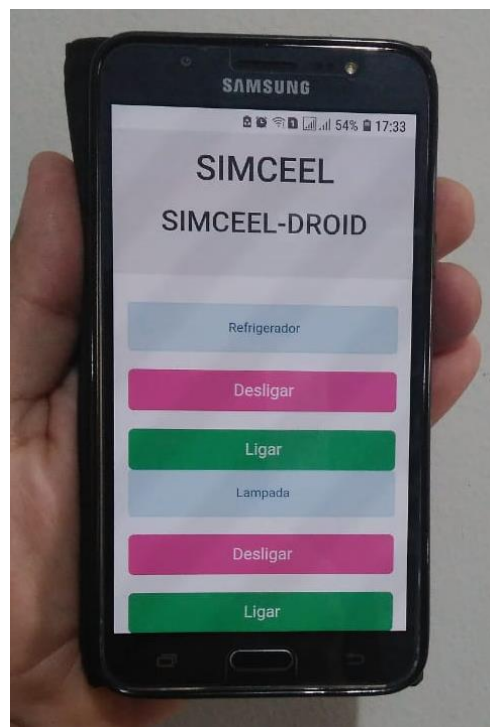 SAMSUNG
54% 17:33
SIMCEEL
SIMCEEL-DROID
Refrigerador
Desligar
Ligar
Lampada
Desligar
Ligar